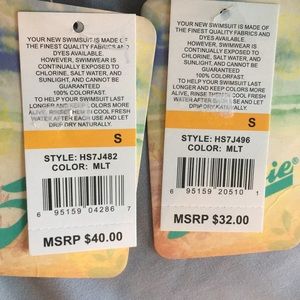 YOUR NEW SWIMSUIT IS MADE OF
THE FINEST QUALITY FABRICS AND
DYES AVAILABLE.
HOWEVER, SWIMWEAR IS
CONTINUALLY EXPOSED TO
CHLORINE, SALT WATER, AND
SUNLIGHT, AND CANNOT BE
GUARANTEED
100% COLORFAST.
TO HELP YOUR SWIMSUIT LAST
LONGER AND KEEP COLORS MORE
ALIVE, RINSE THEM IN COOL FRESH
WATER AFTER EACH USE AND LET
DRIP DRY NATURALLY.
S
STYLE: HS7J482
COLOR: MLT
6 95159 04286 7
MSRP $40.00
YOUR NEW SWIMSUIT IS MADE OF
THE FINEST QUALITY FABRICS AND
DYES AVAILABLE.
HOWEVER, SWIMWEAR IS
CONTINUALLY EXPOSED TO
CHLORINE, SALT WATER, AND
SUNLIGHT, AND CANNOT BE
GUARANTEED
100% COLORFAST.
TO HELP YOUR SWIMSUIT LAST
LONGER AND KEEP COLORS MORE
ALIVE, RINSE THEM IN COOL FRESH
WATER AFTER EACH USE AND LET
DRIP DRY NATURALLY.
S
STYLE: HS7J496
COLOR: MLT
6 95159 20510 1
MSRP $32.00